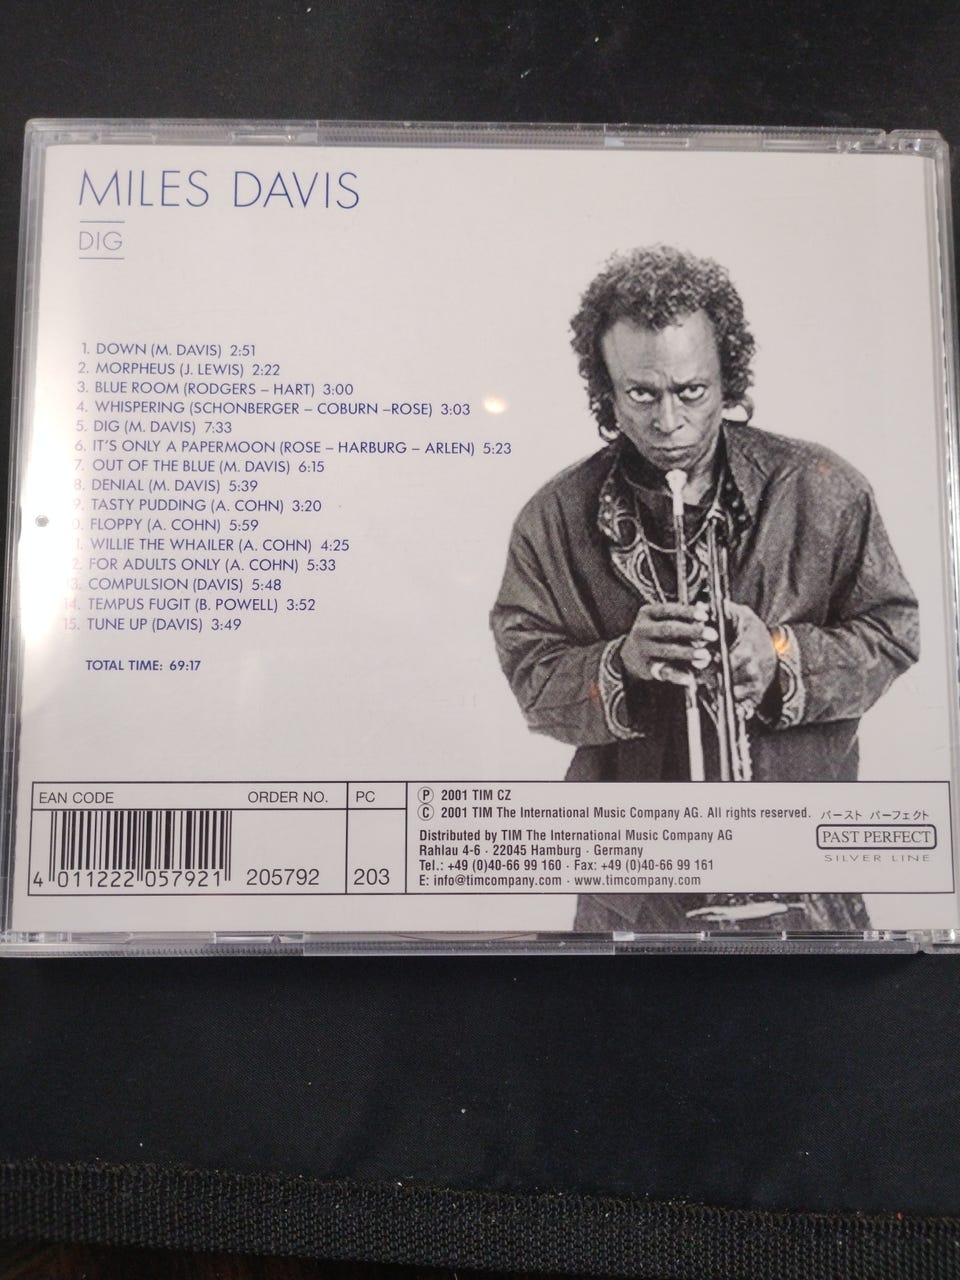 MILES DAVIS
DIG
1. DOWN (M. DAVIS) 2:51
2. MORPHEUS (J. LEWIS) 2:22
3. BLUE ROOM (RODGERS – HART) 3:00
4. WHISPERING (SCHONBERGER – COBURN –ROSE) 3:03
5. DIG (M. DAVIS) 7:33
6. IT'S ONLY A PAPERMOON (ROSE – HARBURG – ARLEN) 5:23
7. OUT OF THE BLUE (M. DAVIS) 6:15
8. DENIAL (M. DAVIS) 5:39
9. TASTY PUDDING (A. COHN) 3:20
0. FLOPPY (A. COHN) 5:59
1. WILLIE THE WHAILER (A. COHN) 4:25
2. FOR ADULTS ONLY (A. COHN) 5:33
13. COMPULSION (DAVIS) 5:48
14. TEMPUS FUGIT (B. POWELL) 3:52
15. TUNE UP (DAVIS) 3:49
TOTAL TIME: 69:17
EAN CODE
4 011222 057921
ORDER NO.
205792
PC
203
Ⓟ 2001 TIM CZ
© 2001 TIM The International Music Company AG. All rights reserved.
Distributed by TIM The International Music Company AG
Rahlau 4-6 · 22045 Hamburg · Germany
Tel.: +49 (0)40-66 99 160 · Fax: +49 (0)40-66 99 161
E: info@timcompany.com · www.timcompany.com
パースト パーフェクト
PAST PERFECT
SILVER LINE